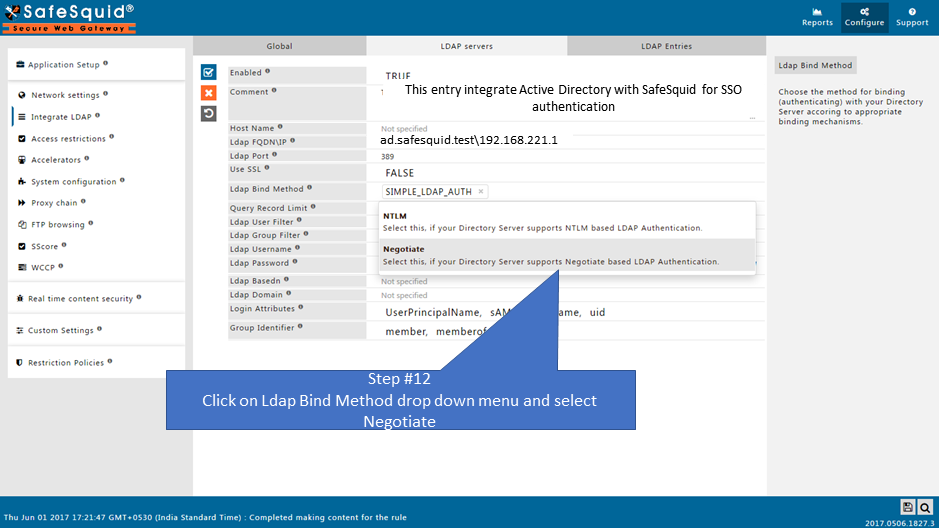 SafeSquid®
Secure Web Gateway
Reports
Configure
Support
Global
LDAP servers
LDAP Entries
Application Setup
Network settings
Integrate LDAP
Access restrictions
Accelerators
System configuration
Proxy chain
FTP browsing
SScore
WCCP
Real time content security
Custom Settings
Restriction Policies
Enabled
TRUE
Comment
This entry integrate Active Directory with SafeSquid for SSO
authentication
Host Name
Not specified
Ldap FQDN\IP
ad.safesquid.test\192.168.221.1
Ldap Port
389
Use SSL
FALSE
Ldap Bind Method
SIMPLE_LDAP_AUTH ×
Query Record Limit
Ldap User Filter
Ldap Group Filter
Ldap Username
Ldap Password
NTLM
Select this, if your Directory Server supports NTLM based LDAP Authentication.
Negotiate
Select this, if your Directory Server supports Negotiate based LDAP Authentication.
Ldap Basedn
Not specified
Ldap Domain
Not specified
Login Attributes
UserPrincipalName, uid
Group Identifier
member, memberof
Ldap Bind Method
Choose the method for binding
(authenticating) with your Directory
Server accoring to appropriate
binding mechanisms.
Step #12
Click on Ldap Bind Method drop down menu and select
Negotiate
Thu Jun 01 2017 17:21:47 GMT+0530 (India Standard Time) : Completed making content for the rule
2017.0506.1827.3